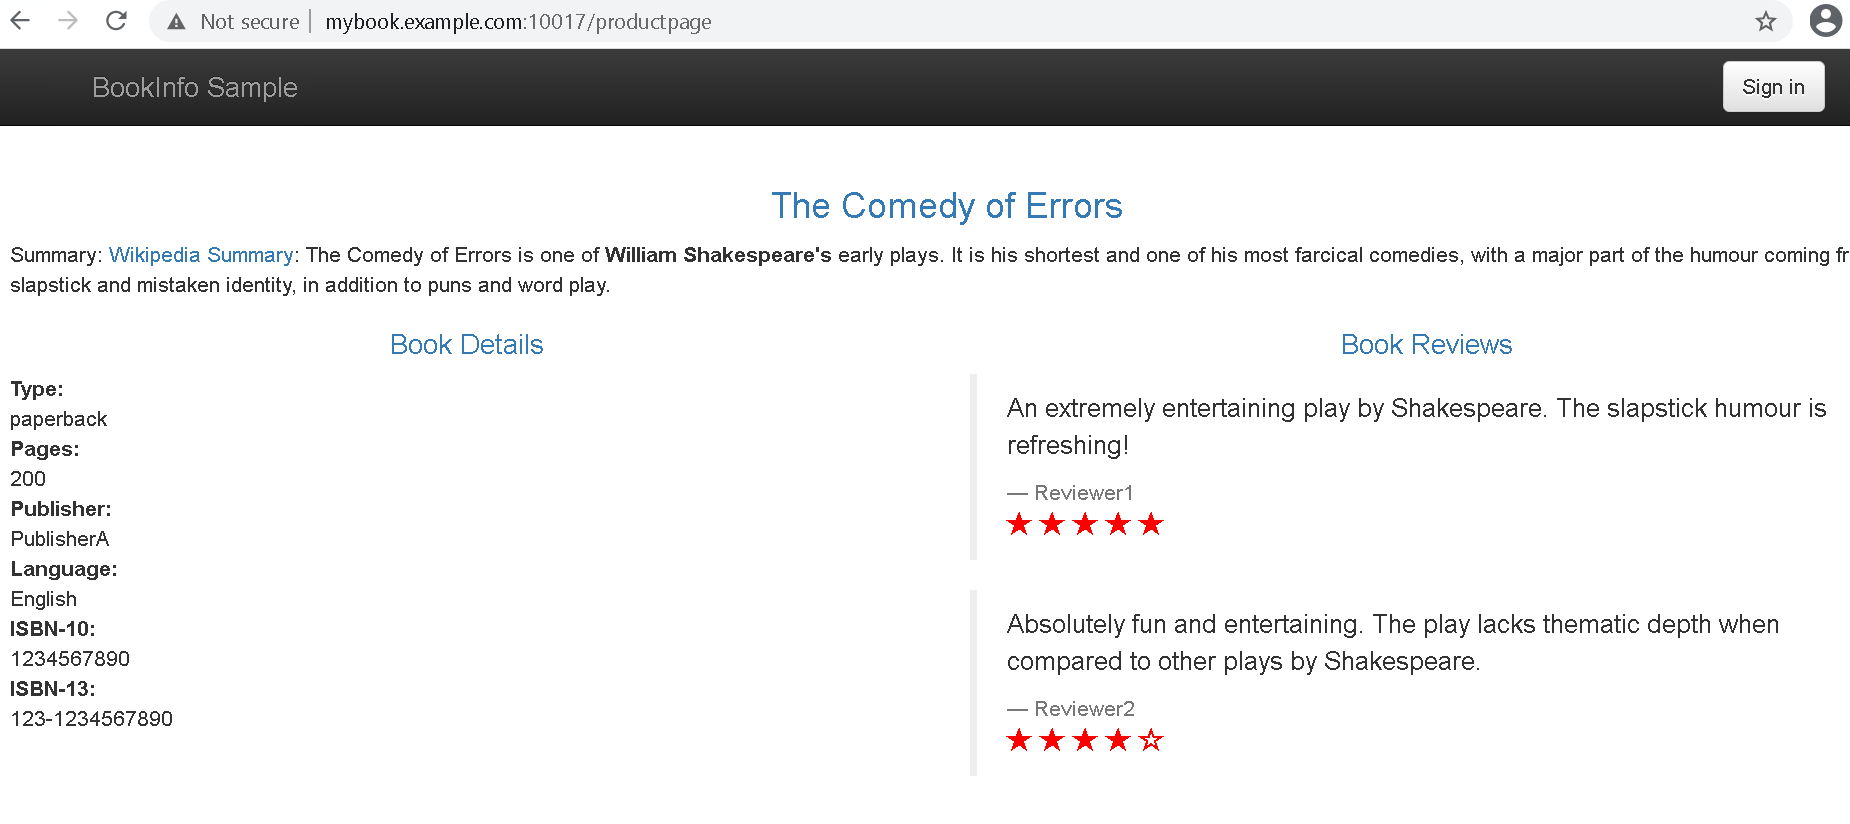 Not secure | mybook.example.com:10017/productpage
BookInfo Sample
Sign in
The Comedy of Errors
Summary: Wikipedia Summary: The Comedy of Errors is one of William Shakespeare's early plays. It is his shortest and one of his most farcical comedies, with a major part of the humour coming fr
slapstick and mistaken identity, in addition to puns and word play.
Book Details
Type:
paperback
Pages:
200
Publisher:
PublisherA
Language:
English
ISBN-10:
1234567890
ISBN-13:
123-1234567890
Book Reviews
An extremely entertaining play by Shakespeare. The slapstick humour is
refreshing!
— Reviewer1
Absolutely fun and entertaining. The play lacks thematic depth when
compared to other plays by Shakespeare.
— Reviewer2